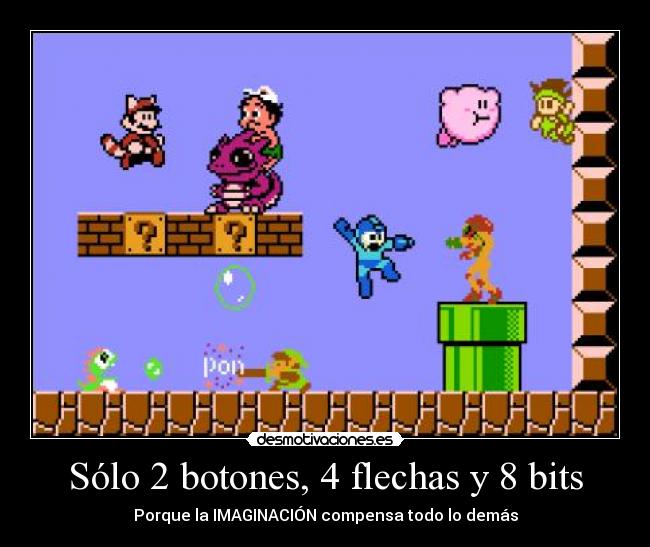 ?
?
Pon
desmotivaciones.es
Sólo 2 botones, 4 flechas y 8 bits
Porque la IMAGINACIÓN compensa todo lo demás